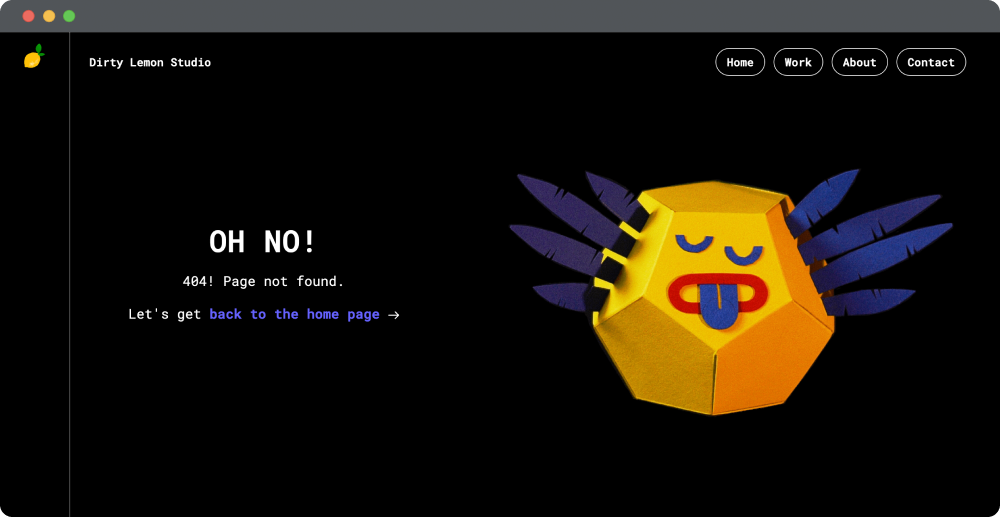 Dirty Lemon Studio
Home
Work
About
Contact
OH NO!
404! Page not found.
Let's get back to the home page →